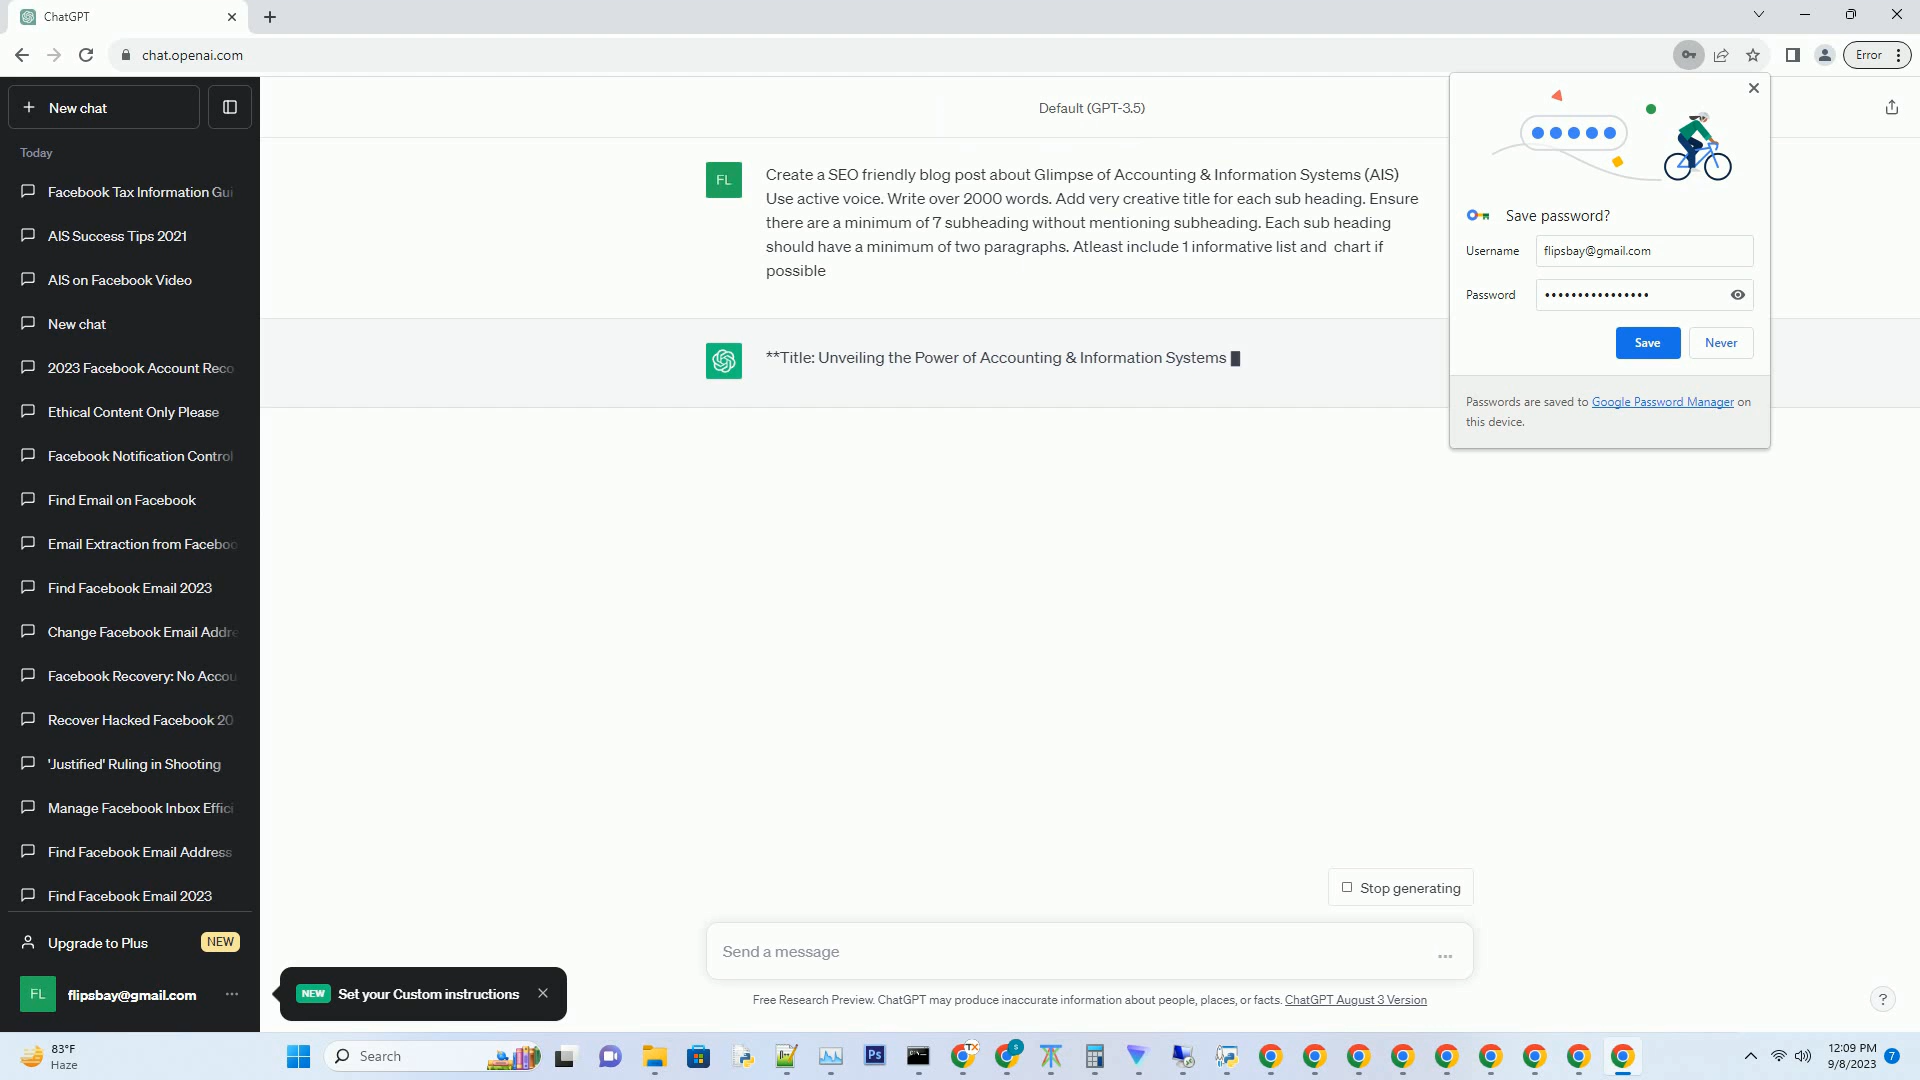 ChatGPT
chat.openai.com
Error
New chat
Default (GPT-3.5)
Today
Facebook Tax Information Gui
AIS Success Tips 2021
AIS on Facebook Video
New chat
2023 Facebook Account Reco
Ethical Content Only Please
Facebook Notification Control
Find Email on Facebook
Email Extraction from Faceboo
Find Facebook Email 2023
Change Facebook Email Addre
Facebook Recovery: No Accou
Recover Hacked Facebook 20
'Justified' Ruling in Shooting
Manage Facebook Inbox Effici
Find Facebook Email Address
Find Facebook Email 2023
Upgrade to Plus NEW
FL flipsbay@gmail.com
FL
Create a SEO friendly blog post about Glimpse of Accounting & Information Systems (AIS)
Use active voice. Write over 2000 words. Add very creative title for each sub heading. Ensure
there are a minimum of 7 subheading without mentioning subheading. Each sub heading
should have a minimum of two paragraphs. Atleast include 1 informative list and chart if
possible
**Title: Unveiling the Power of Accounting & Information Systems
Save password?
Username flipsbay@gmail.com
Password ••••••••••••••••
Save Never
Passwords are saved to Google Password Manager on
this device.
Stop generating
Send a message
NEW Set your Custom instructions
Free Research Preview. ChatGPT may produce inaccurate information about people, places, or facts. ChatGPT August 3 Version
?
83°F
Haze
Search
Ps
TX
s
12:09 PM
9/8/2023
7